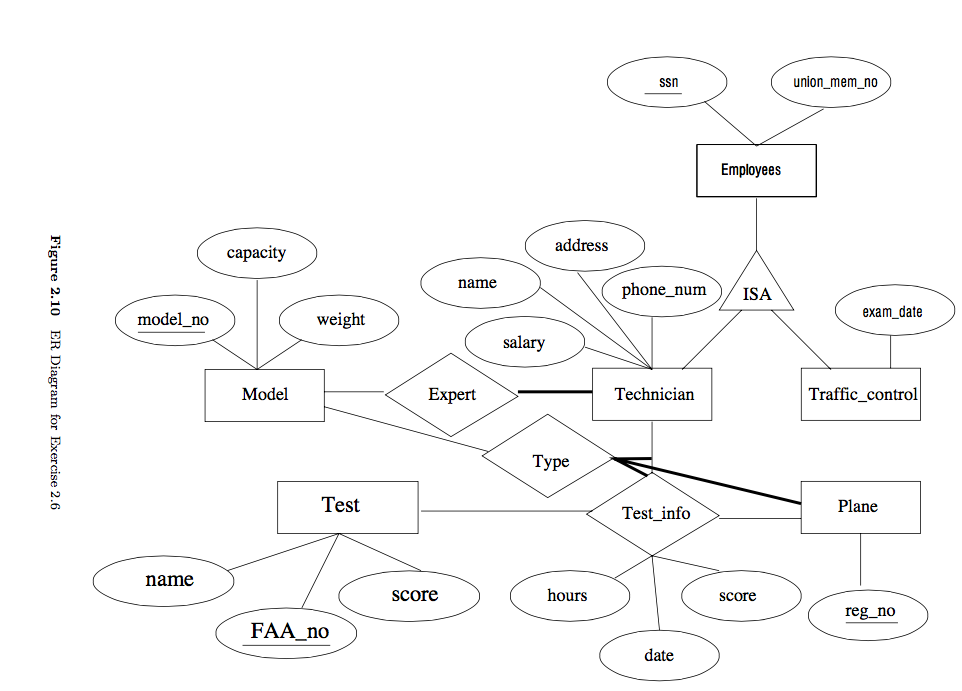 ssn
union_mem_no
Employees
address
capacity
name
phone_num
ISA
exam_date
model_no
weight
salary
Model
Expert
Technician
Traffic_control
Type
Test
Test_info
Plane
name
score
hours
score
reg_no
FAA_no
date
Figure 2.10 ER Diagram for Exercise 2.6